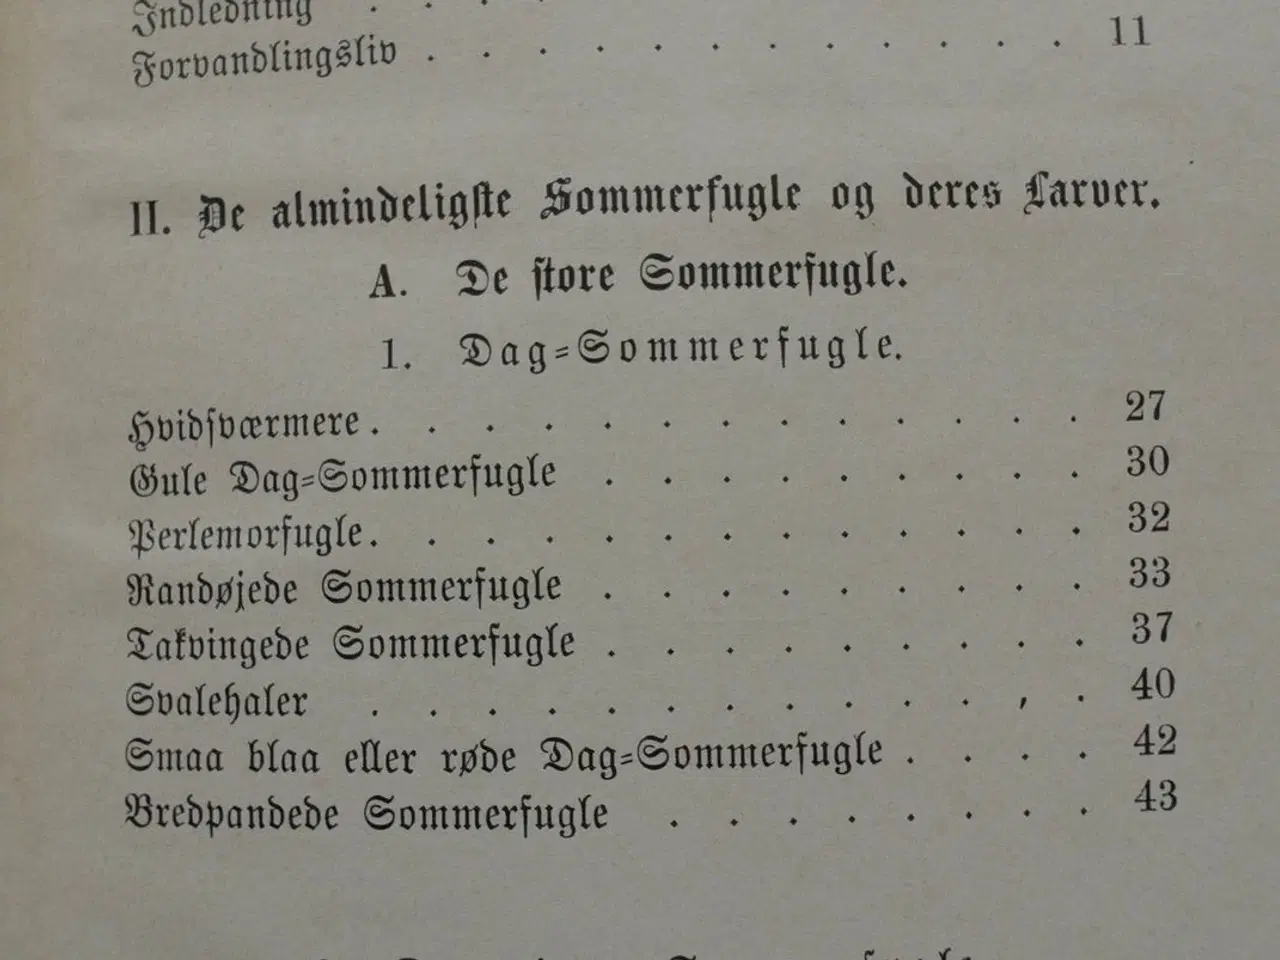 Indledning . . .
Forvandlingsliv . . . . . . . . . . . . 11
II. De almindeligste Sommerfugle og deres Larver.
A. De store Sommerfugle.
1. Dag=Sommerfugle.
Hvidsværmere . . . . . . . . . . . . . 27
Gule Dag=Sommerfugle . . . . . . . . . 30
Perlemorfugle . . . . . . . . . . . . . 32
Randøjede Sommerfugle . . . . . . . . . 33
Takvingede Sommerfugle . . . . . . . . . 37
Svalehaler . . . . . . . . . . . , . 40
Smaa blaa eller røde Dag=Sommerfugle . . . . 42
Bredpandede Sommerfugle . . . . . . . . 43